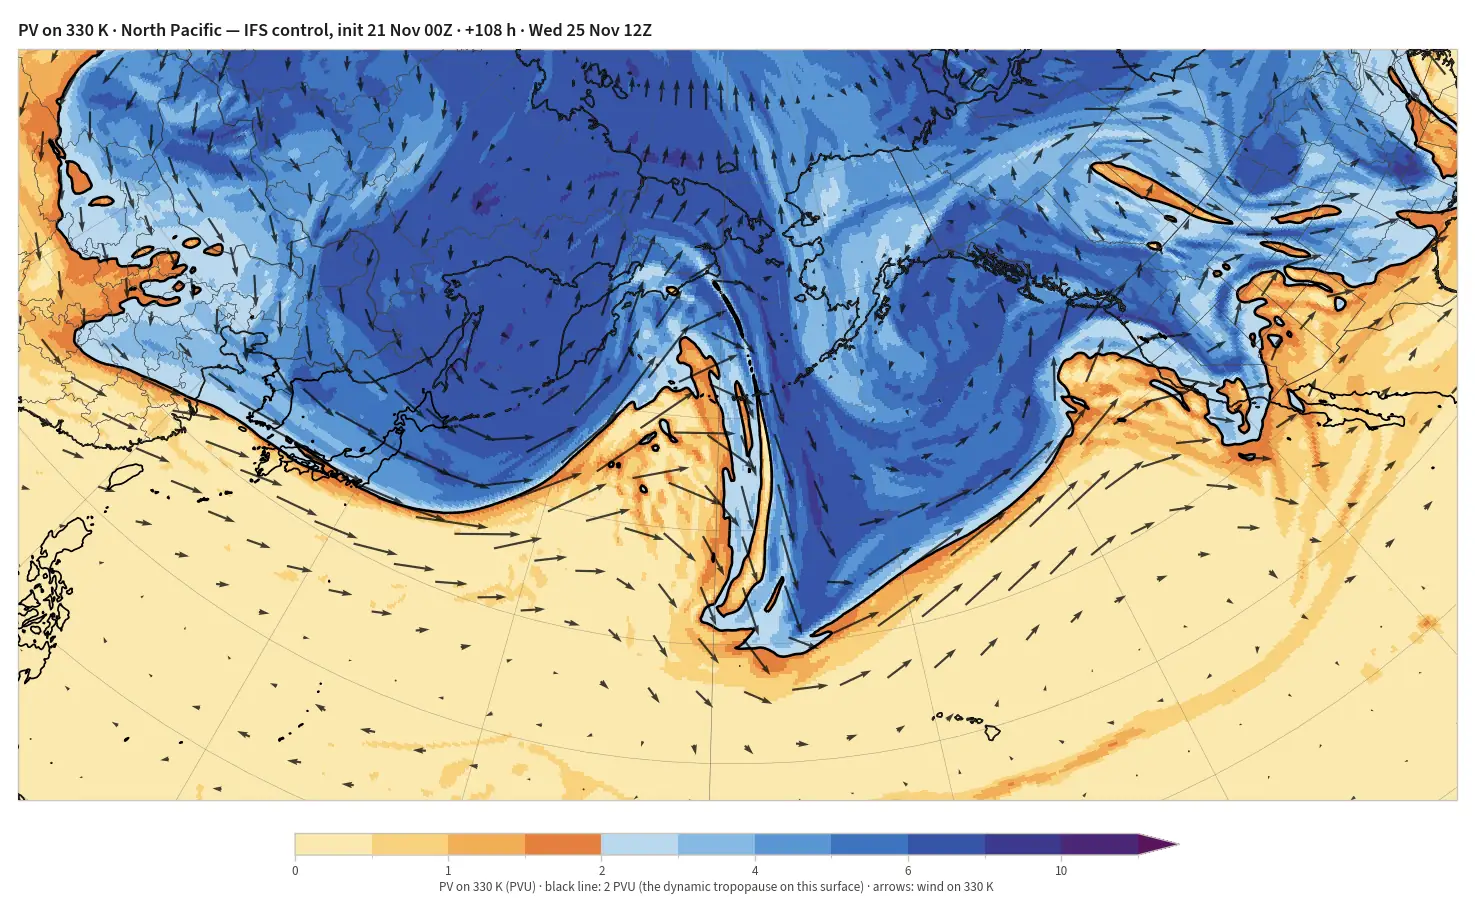 PV on 330 K · North Pacific — IFS control, init 21 Nov 00Z · +108 h · Wed 25 Nov 12Z
0 1 2 4 6 10
PV on 330 K (PVU) · black line: 2 PVU (the dynamic tropopause on this surface) · arrows: wind on 330 K